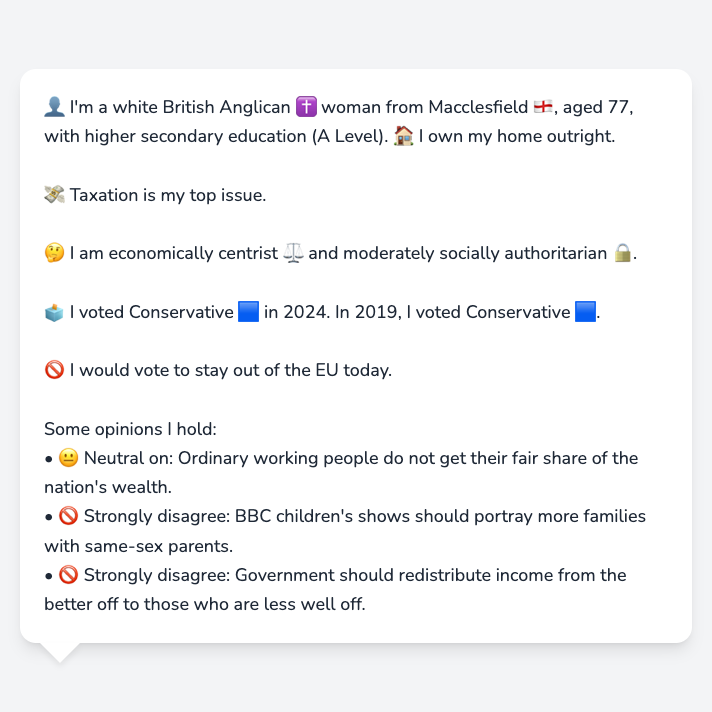 👤 I'm a white British Anglican ✝️ woman from Macclesfield 🏴󠁧󠁢󠁥󠁮󠁧󠁿, aged 77,
with higher secondary education (A Level). 🏠 I own my home outright.
💸 Taxation is my top issue.
🤔 I am economically centrist ⚖️ and moderately socially authoritarian 🔒.
🗳️ I voted Conservative 🟦 in 2024. In 2019, I voted Conservative 🟦.
🚫 I would vote to stay out of the EU today.
Some opinions I hold:
• 😐 Neutral on: Ordinary working people do not get their fair share of the
nation's wealth.
• 🚫 Strongly disagree: BBC children's shows should portray more families
with same-sex parents.
• 🚫 Strongly disagree: Government should redistribute income from the
better off to those who are less well off.